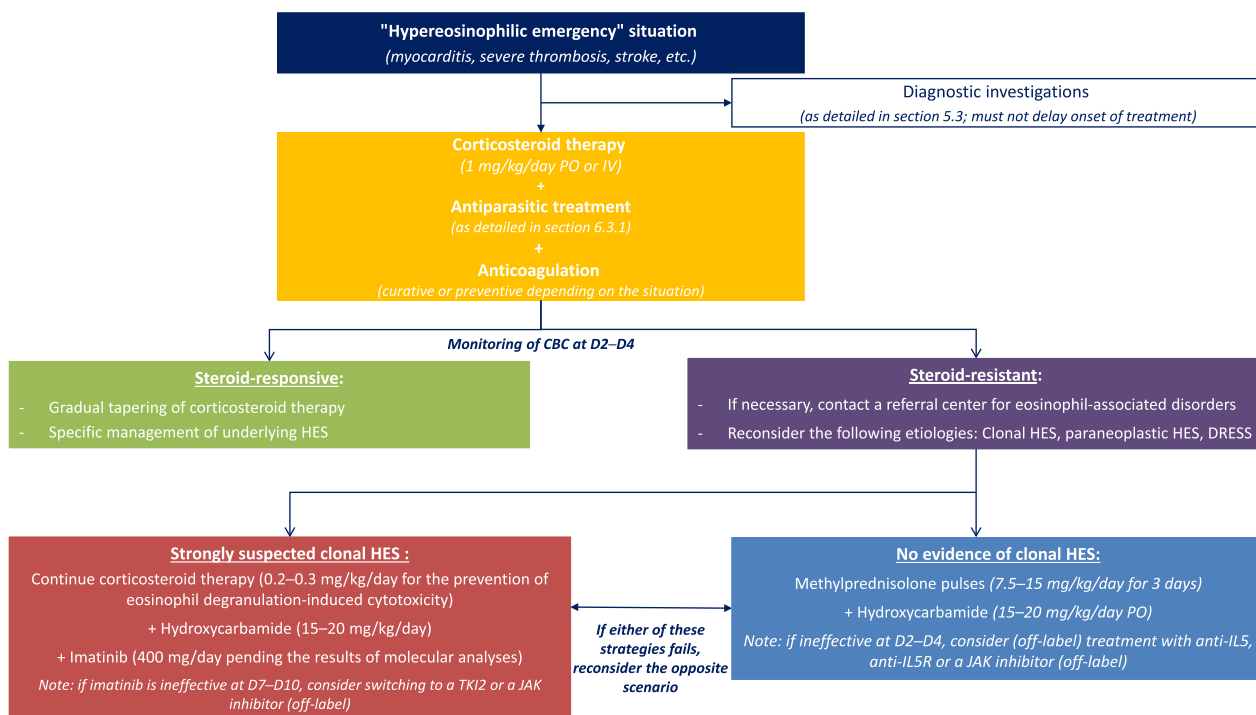 "Hypereosinophilic emergency" situation
(myocarditis, severe thrombosis, stroke, etc.)
Diagnostic investigations
(as detailed in section 5.3; must not delay onset of treatment)
Corticosteroid therapy
(1 mg/kg/day PO or IV)
+
Antiparasitic treatment
(as detailed in section 6.3.1)
+
Anticoagulation
(curative or preventive depending on the situation)
Monitoring of CBC at D2–D4
Steroid-responsive:
- Gradual tapering of corticosteroid therapy
- Specific management of underlying HES
Steroid-resistant:
- If necessary, contact a referral center for eosinophil-associated disorders
- Reconsider the following etiologies: Clonal HES, paraneoplastic HES, DRESS
Strongly suspected clonal HES :
Continue corticosteroid therapy (0.2–0.3 mg/kg/day for the prevention of
eosinophil degranulation-induced cytotoxicity)
+ Hydroxycarbamide (15–20 mg/kg/day)
+ Imatinib (400 mg/day pending the results of molecular analyses)
Note: if imatinib is ineffective at D7–D10, consider switching to a TKI2 or a JAK
inhibitor (off-label)
If either of these
strategies fails,
reconsider the opposite
scenario
No evidence of clonal HES:
Methylprednisolone pulses (7.5–15 mg/kg/day for 3 days)
+ Hydroxycarbamide (15–20 mg/kg/day PO)
Note: if ineffective at D2–D4, consider (off-label) treatment with anti-IL5,
anti-IL5R or a JAK inhibitor (off-label)